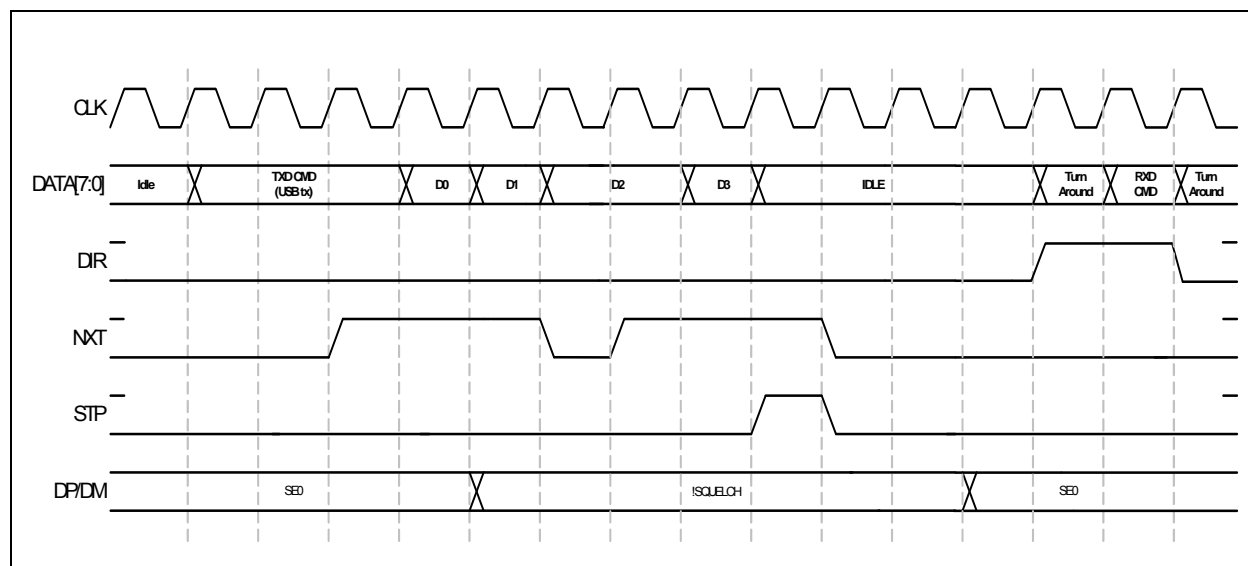 CLK
DATA[7:0] Idle TXD CMD D0 D1 D2 D3 IDLE Turn RXD Turn
(USB tx) Around CMD Around
DIR
NXT
STP
DP/DM SE0 !SQUELCH SE0